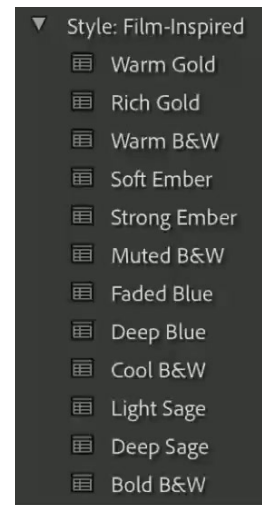 Style: Film-Inspired
Warm Gold
Rich Gold
Warm B&W
Soft Ember
Strong Ember
Muted B&W
Faded Blue
Deep Blue
Cool B&W
Light Sage
Deep Sage
Bold B&W